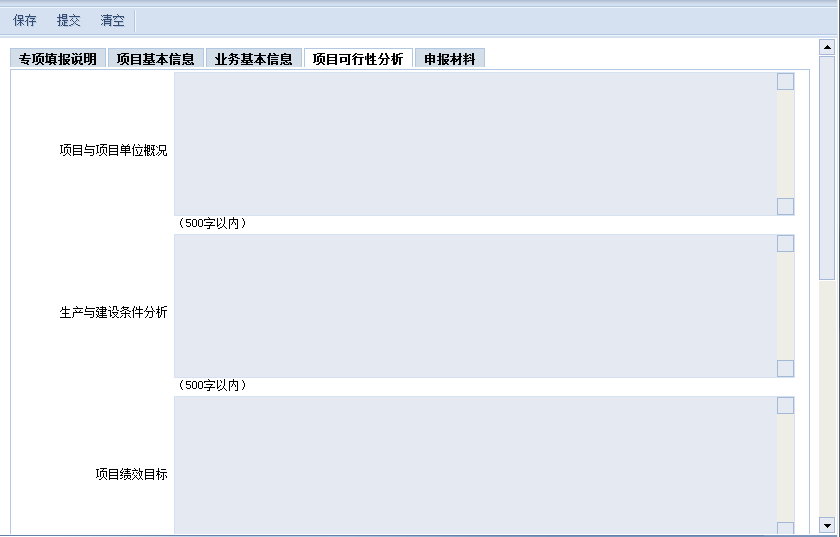 保存 提交 清空
专项填报说明 项目基本信息 业务基本信息 项目可行性分析 申报材料
项目与项目单位概况
（500字以内）
生产与建设条件分析
（500字以内）
项目绩效目标